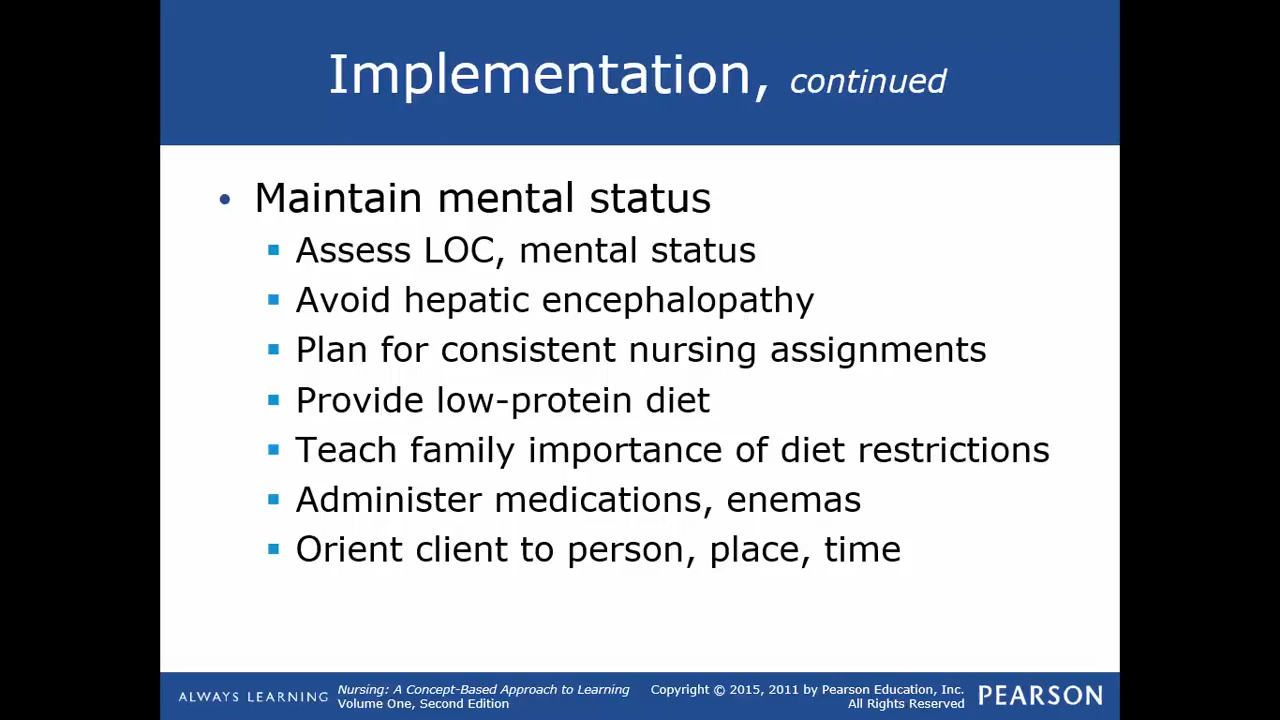 Implementation, continued
• Maintain mental status
▪ Assess LOC, mental status
▪ Avoid hepatic encephalopathy
▪ Plan for consistent nursing assignments
▪ Provide low-protein diet
▪ Teach family importance of diet restrictions
▪ Administer medications, enemas
▪ Orient client to person, place, time
ALWAYS LEARNING
Nursing: A Concept-Based Approach to Learning
Volume One, Second Edition
Copyright © 2015, 2011 by Pearson Education, Inc.
All Rights Reserved
PEARSON